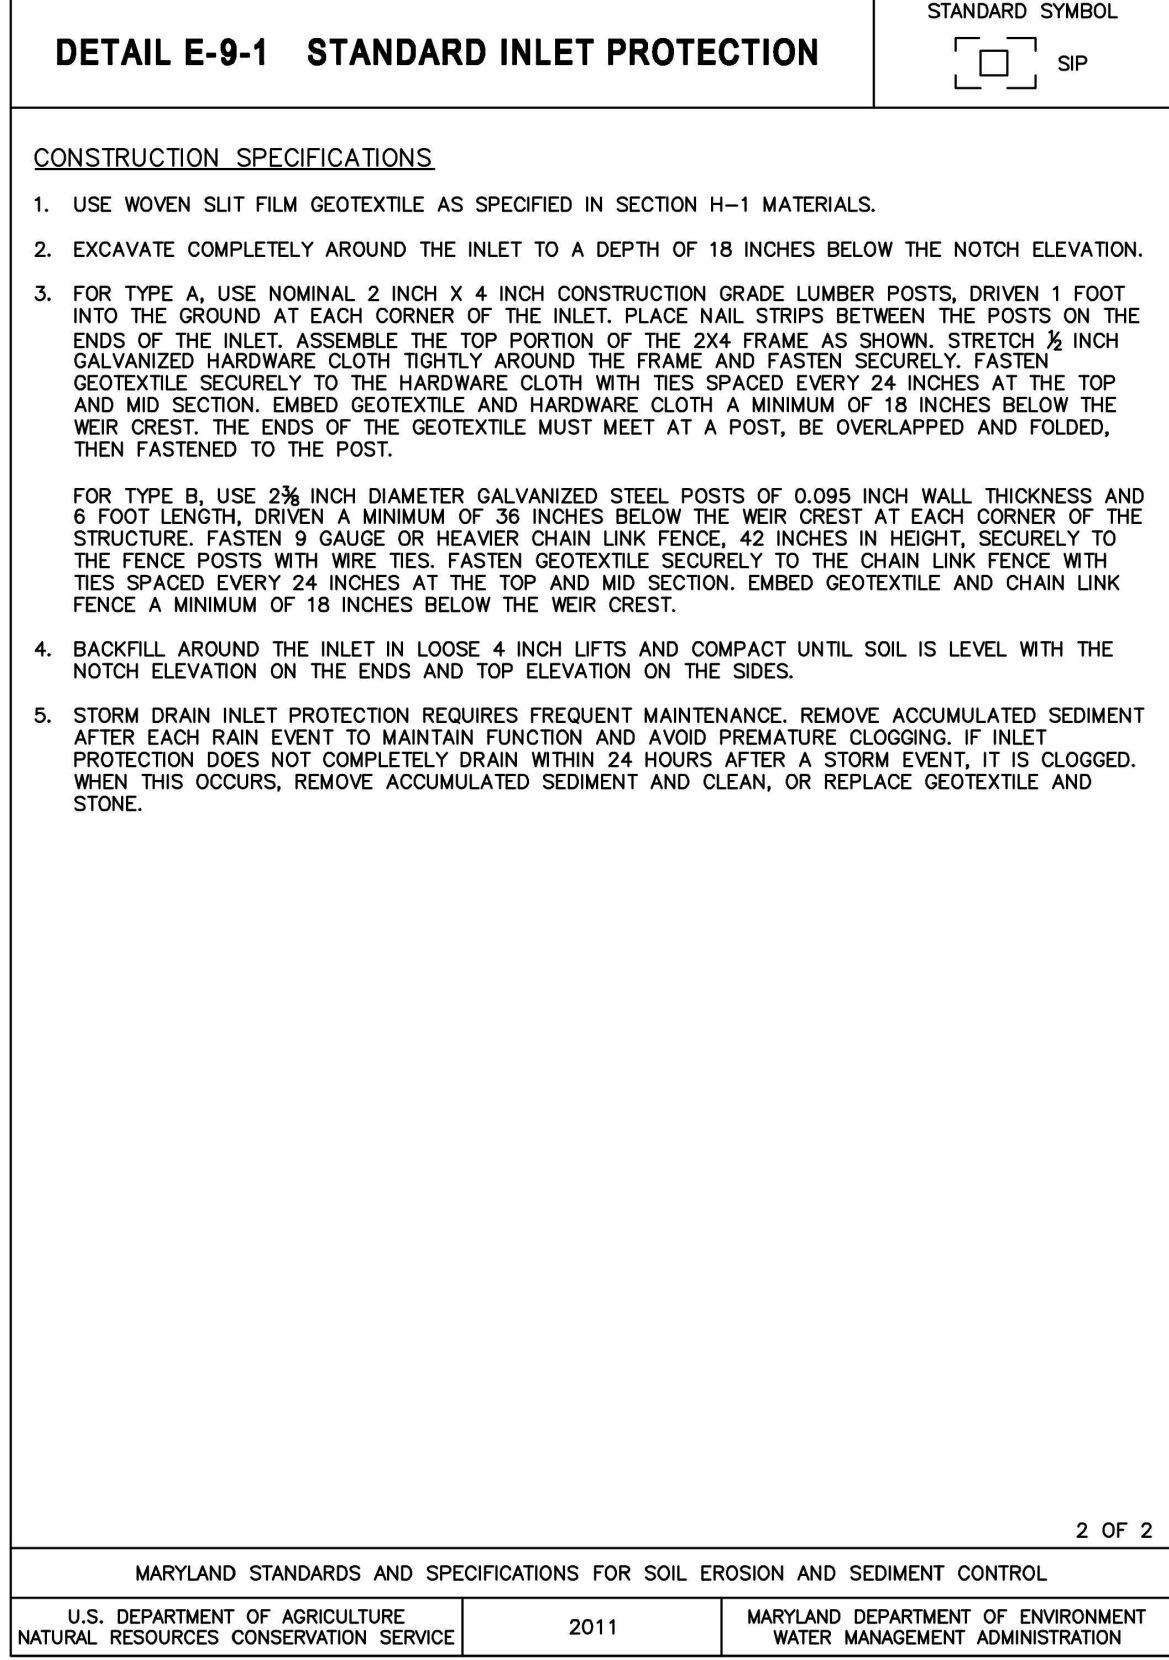 DETAIL E-9-1 STANDARD INLET PROTECTION
STANDARD SYMBOL
SIP
CONSTRUCTION SPECIFICATIONS
1. USE WOVEN SLIT FILM GEOTEXTILE AS SPECIFIED IN SECTION H-1 MATERIALS.
2. EXCAVATE COMPLETELY AROUND THE INLET TO A DEPTH OF 18 INCHES BELOW THE NOTCH ELEVATION.
3. FOR TYPE A, USE NOMINAL 2 INCH X 4 INCH CONSTRUCTION GRADE LUMBER POSTS, DRIVEN 1 FOOT
INTO THE GROUND AT EACH CORNER OF THE INLET. PLACE NAIL STRIPS BETWEEN THE POSTS ON THE
ENDS OF THE INLET. ASSEMBLE THE TOP PORTION OF THE 2X4 FRAME AS SHOWN. STRETCH ½ INCH
GALVANIZED HARDWARE CLOTH TIGHTLY AROUND THE FRAME AND FASTEN SECURELY. FASTEN
GEOTEXTILE SECURELY TO THE HARDWARE CLOTH WITH TIES SPACED EVERY 24 INCHES AT THE TOP
AND MID SECTION. EMBED GEOTEXTILE AND HARDWARE CLOTH A MINIMUM OF 18 INCHES BELOW THE
WEIR CREST. THE ENDS OF THE GEOTEXTILE MUST MEET AT A POST, BE OVERLAPPED AND FOLDED,
THEN FASTENED TO THE POST.
FOR TYPE B, USE 2⅜ INCH DIAMETER GALVANIZED STEEL POSTS OF 0.095 INCH WALL THICKNESS AND
6 FOOT LENGTH, DRIVEN A MINIMUM OF 36 INCHES BELOW THE WEIR CREST AT EACH CORNER OF THE
STRUCTURE. FASTEN 9 GAUGE OR HEAVIER CHAIN LINK FENCE, 42 INCHES IN HEIGHT, SECURELY TO
THE FENCE POSTS WITH WIRE TIES. FASTEN GEOTEXTILE SECURELY TO THE CHAIN LINK FENCE WITH
TIES SPACED EVERY 24 INCHES AT THE TOP AND MID SECTION. EMBED GEOTEXTILE AND CHAIN LINK
FENCE A MINIMUM OF 18 INCHES BELOW THE WEIR CREST.
4. BACKFILL AROUND THE INLET IN LOOSE 4 INCH LIFTS AND COMPACT UNTIL SOIL IS LEVEL WITH THE
NOTCH ELEVATION ON THE ENDS AND TOP ELEVATION ON THE SIDES.
5. STORM DRAIN INLET PROTECTION REQUIRES FREQUENT MAINTENANCE. REMOVE ACCUMULATED SEDIMENT
AFTER EACH RAIN EVENT TO MAINTAIN FUNCTION AND AVOID PREMATURE CLOGGING. IF INLET
PROTECTION DOES NOT COMPLETELY DRAIN WITHIN 24 HOURS AFTER A STORM EVENT, IT IS CLOGGED.
WHEN THIS OCCURS, REMOVE ACCUMULATED SEDIMENT AND CLEAN, OR REPLACE GEOTEXTILE AND
STONE.
2 OF 2
MARYLAND STANDARDS AND SPECIFICATIONS FOR SOIL EROSION AND SEDIMENT CONTROL
U.S. DEPARTMENT OF AGRICULTURE
NATURAL RESOURCES CONSERVATION SERVICE
2011
MARYLAND DEPARTMENT OF ENVIRONMENT
WATER MANAGEMENT ADMINISTRATION